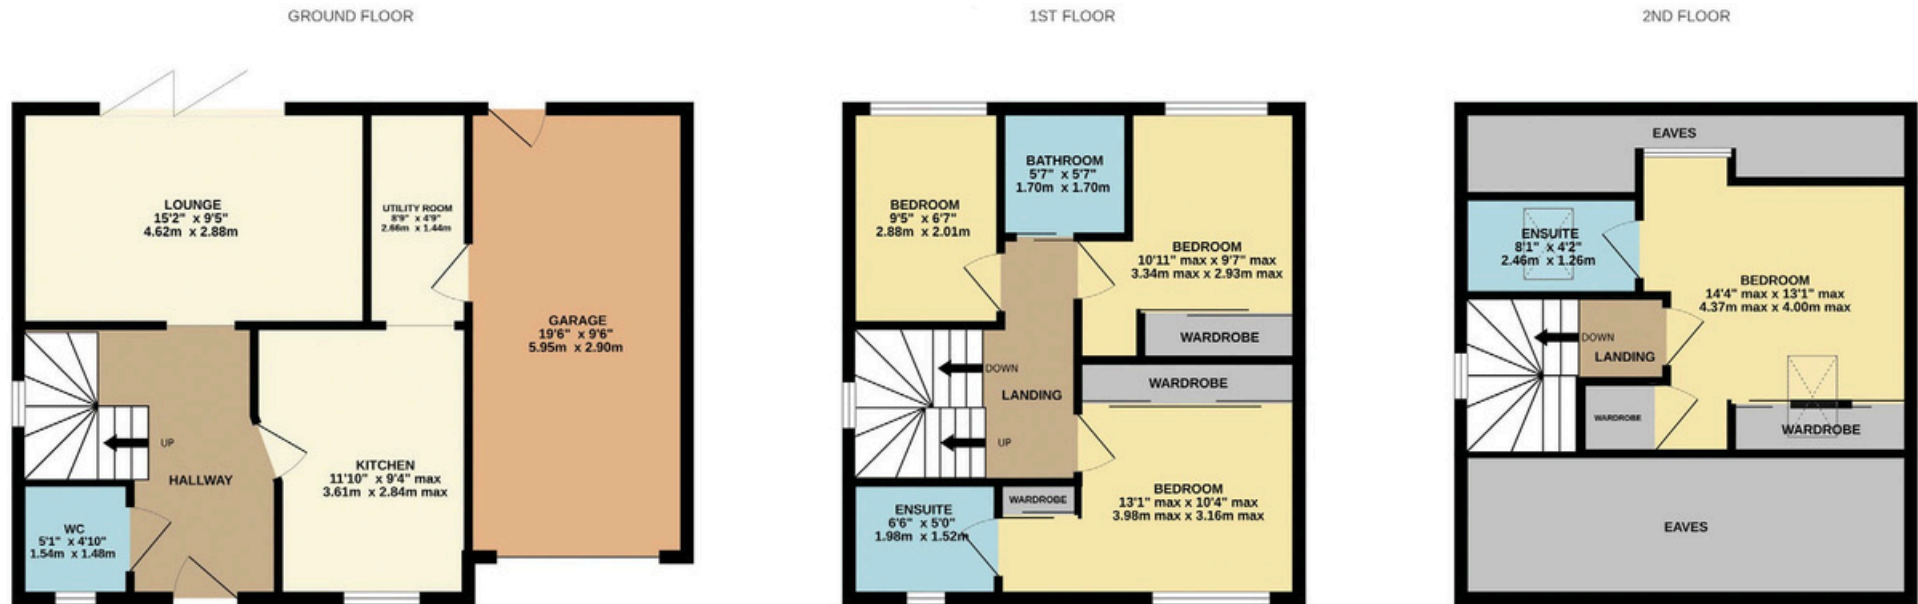 GROUND FLOOR
LOUNGE
15'2" x 9'5"
4.62m x 2.88m
UTILITY ROOM
8'9" x 4'9"
2.66m x 1.44m
GARAGE
19'6" x 9'6"
5.95m x 2.90m
UP
HALLWAY
KITCHEN
11'10" x 9'4" max
3.61m x 2.84m max
WC
5'1" x 4'10"
1.54m x 1.48m
1ST FLOOR
BATHROOM
5'7" x 5'7"
1.70m x 1.70m
BEDROOM
9'5" x 6'7"
2.88m x 2.01m
BEDROOM
10'11" max x 9'7" max
3.34m max x 2.93m max
WARDROBE
DOWN
WARDROBE
LANDING
UP
BEDROOM
13'1" max x 10'4" max
3.98m max x 3.16m max
WARDROBE
ENSUITE
6'6" x 5'0"
1.98m x 1.52m
2ND FLOOR
EAVES
ENSUITE
8'1" x 4'2"
2.46m x 1.26m
BEDROOM
14'4" max x 13'1" max
4.37m max x 4.00m max
DOWN
LANDING
WARDROBE
WARDROBE
EAVES